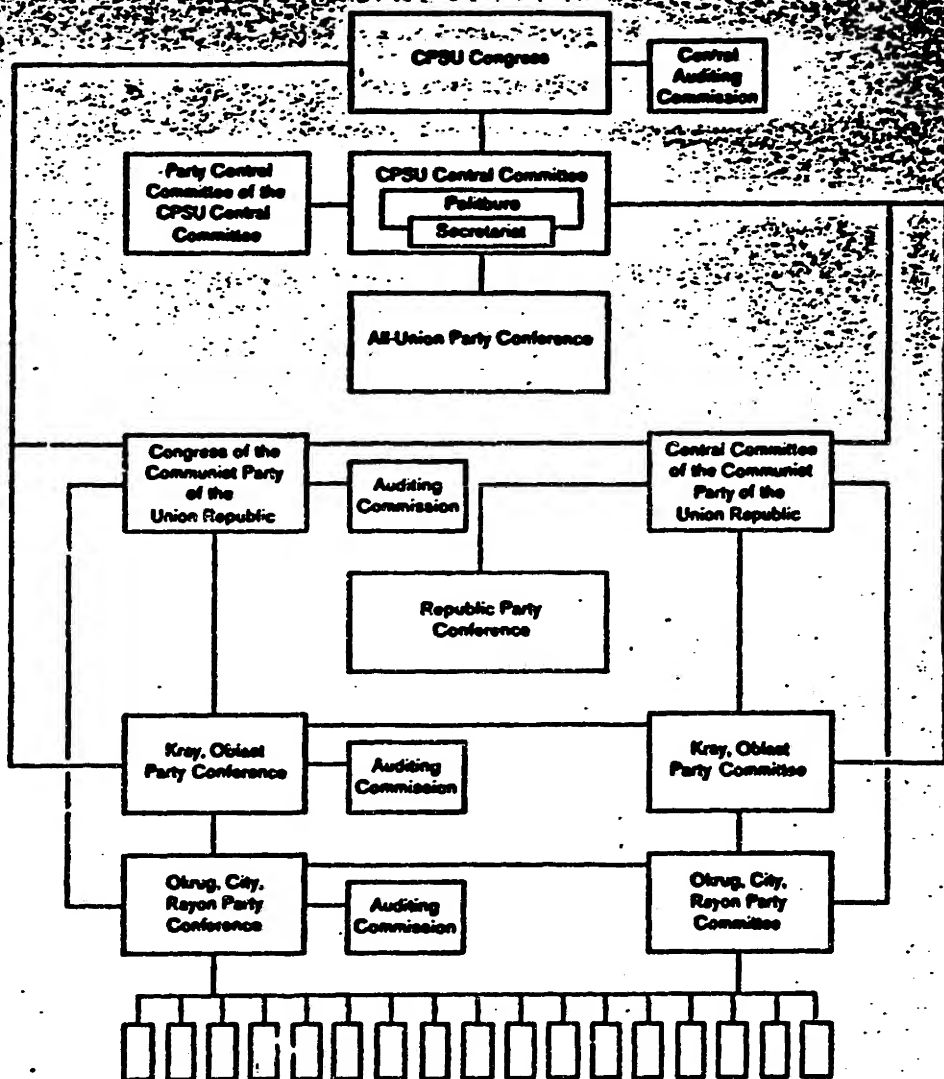 CPSU Congress
Central
Auditing
Commission
Party Central
Committee of the
CPSU Central
Committee
CPSU Central Committee
Politburo
Secretariat
All-Union Party Conference
Congress of the
Communist Party
of the
Union Republic
Auditing
Commission
Central Committee
of the Communist
Party of the
Union Republic
Republic Party
Conference
Kray, Oblast
Party Conference
Auditing
Commission
Kray, Oblast
Party Committee
Okrug, City,
Rayon Party
Conference
Auditing
Commission
Okrug, City,
Rayon Party
Committee